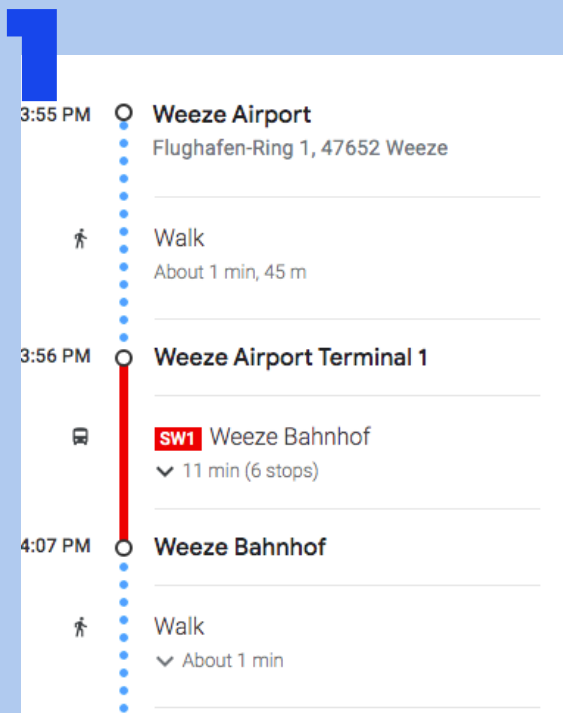 1
3:55 PM Weeze Airport
Flughafen-Ring 1, 47652 Weeze
Walk
About 1 min, 45 m
3:56 PM Weeze Airport Terminal 1
SW1 Weeze Bahnhof
11 min (6 stops)
4:07 PM Weeze Bahnhof
Walk
About 1 min